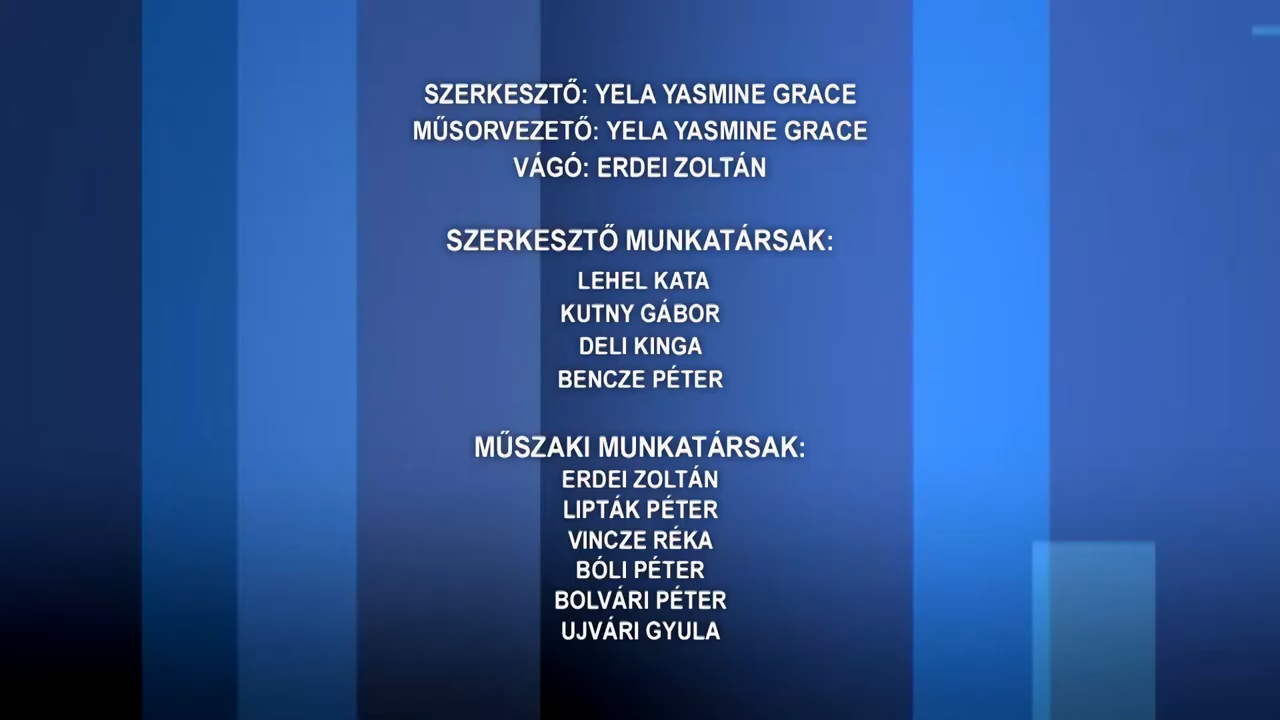 SZERKESZTŐ: YELA YASMINE GRACE
MŰSORVEZETŐ: YELA YASMINE GRACE
VÁGÓ: ERDEI ZOLTÁN
SZERKESZTŐ MUNKATÁRSAK:
LEHEL KATA
KUTNY GÁBOR
DELI KINGA
BENCZE PÉTER
MŰSZAKI MUNKATÁRSAK:
ERDEI ZOLTÁN
LIPTÁK PÉTER
VINCZE RÉKA
BÓLI PÉTER
BOLVÁRI PÉTER
UJVÁRI GYULA